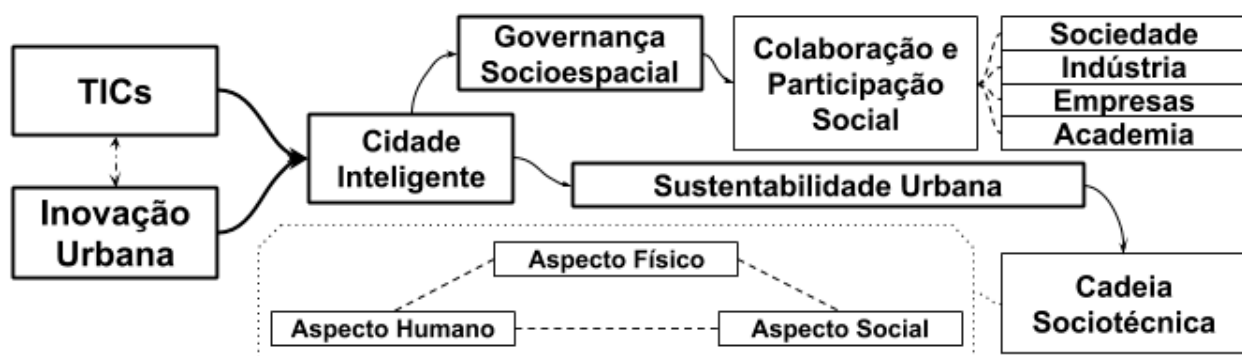 TICs
Inovação
Urbana
Cidade
Inteligente
Governança
Socioespacial
Colaboração e
Participação
Social
Sociedade
Indústria
Empresas
Academia
Sustentabilidade Urbana
Cadeia
Sociotécnica
Aspecto Físico
Aspecto Humano
Aspecto Social